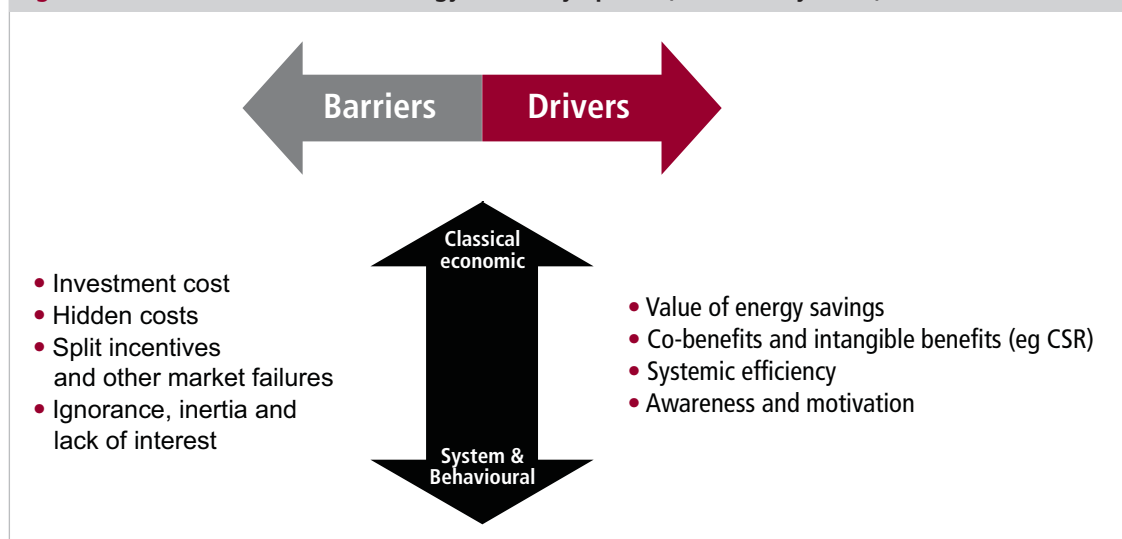 Barriers Drivers
Classical
economic
• Investment cost
• Hidden costs
• Split incentives
and other market failures
• Ignorance, inertia and
lack of interest
• Value of energy savings
• Co-benefits and intangible benefits (eg CSR)
• Systemic efficiency
• Awareness and motivation
System &
Behavioural